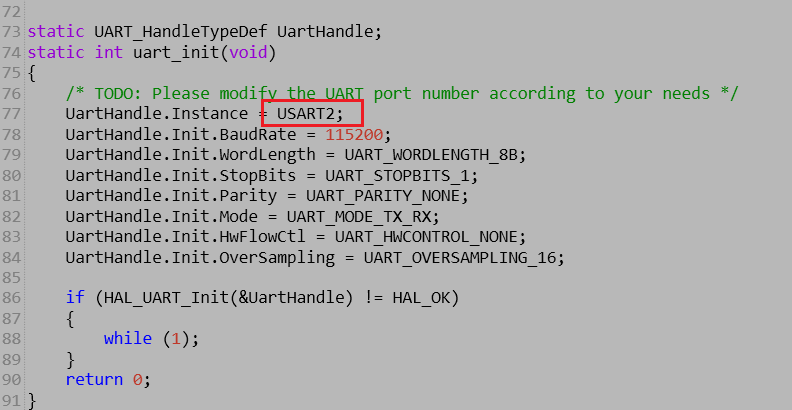 72
73 static UART_HandleTypeDef UartHandle;
74 static int uart_init(void)
75 {
76     /* TODO: Please modify the UART port number according to your needs */
77     UartHandle.Instance = USART2;
78     UartHandle.Init.BaudRate = 115200;
79     UartHandle.Init.WordLength = UART_WORDLENGTH_8B;
80     UartHandle.Init.StopBits = UART_STOPBITS_1;
81     UartHandle.Init.Parity = UART_PARITY_NONE;
82     UartHandle.Init.Mode = UART_MODE_TX_RX;
83     UartHandle.Init.HwFlowCtl = UART_HWCONTROL_NONE;
84     UartHandle.Init.OverSampling = UART_OVERSAMPLING_16;
85
86     if (HAL_UART_Init(&UartHandle) != HAL_OK)
87     {
88         while (1);
89     }
90     return 0;
91 }